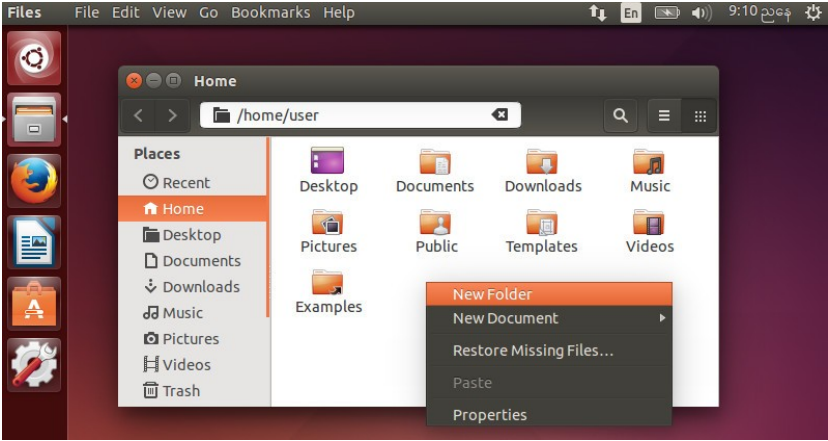 Files File Edit View Go Bookmarks Help En 9:10 ညနေ
Home
/home/user
Places
Recent
Home
Desktop
Documents
Downloads
Music
Pictures
Videos
Trash
Desktop Documents Downloads Music
Pictures Public Templates Videos
Examples
New Folder
New Document
Restore Missing Files...
Paste
Properties